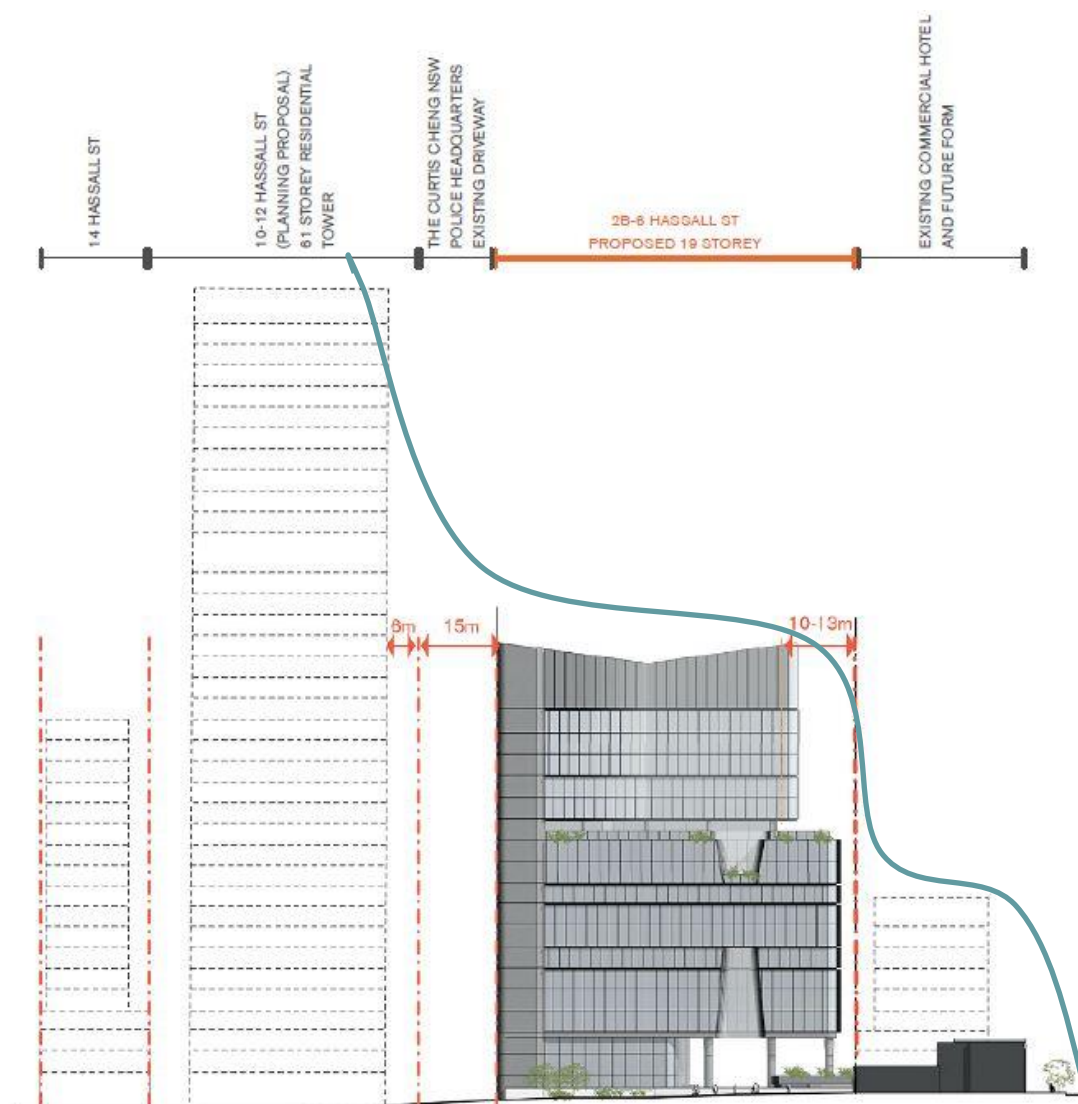 14 HASSALL ST
10-12 HASSALL ST
(PLANNING PROPOSAL)
61 STOREY RESIDENTIAL
TOWER
THE CURTIS CHENG NSW
POLICE HEADQUARTERS
EXISTING DRIVEWAY
2B-6 HASSALL ST
PROPOSED 19 STOREY
EXISTING COMMERCIAL HOTEL
AND FUTURE FORM
6m
15m
10-13m